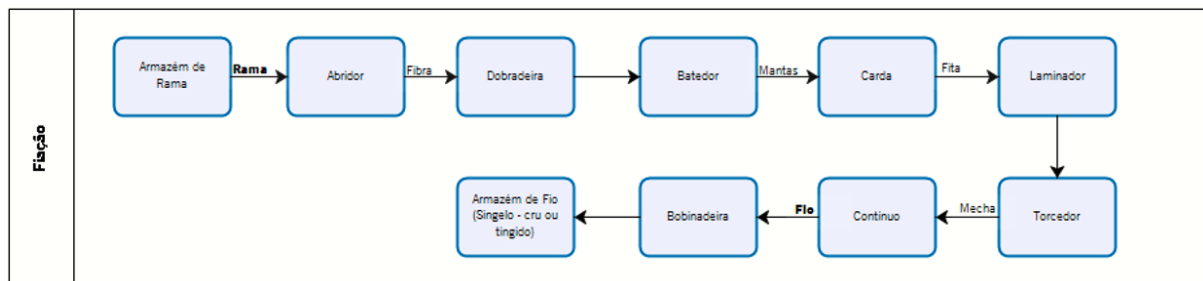 Fiação
Armazém de
Rama
Rama
Abridor
Fibra
Dobradeira
Batedor
Mantas
Carda
Fita
Laminador
Torcedor
Mecha
Continuo
Fio
Bobinadeira
Armazém de Fio
(Singelo - cru ou
tingido)